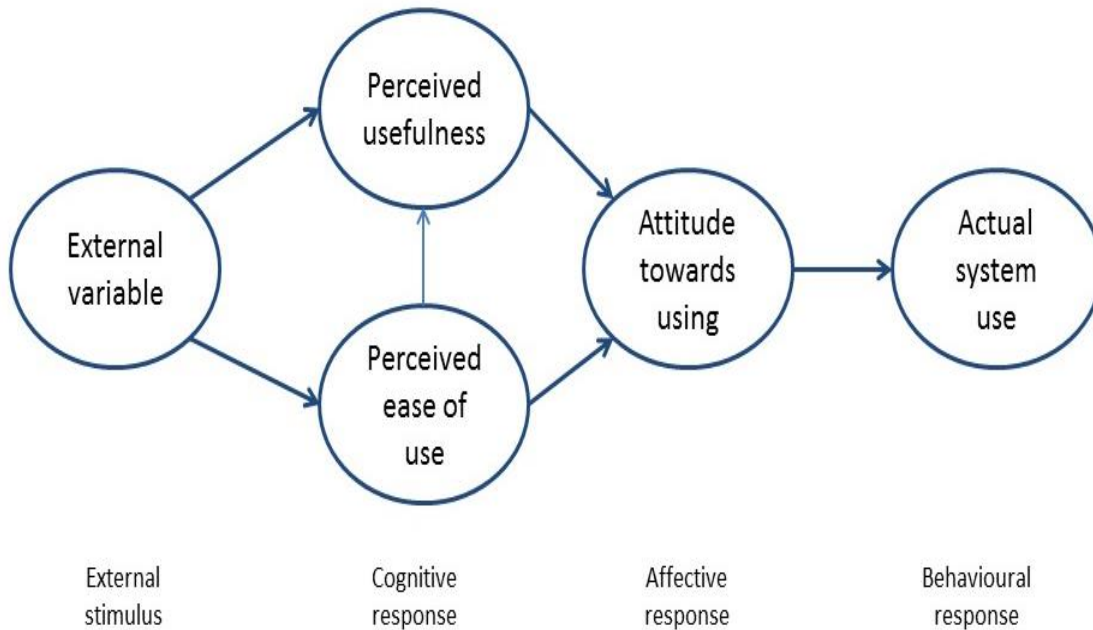 Perceived
usefulness
External
variable
Attitude
towards
using
Actual
system
use
Perceived
ease of
use
External
stimulus
Cognitive
response
Affective
response
Behavioural
response